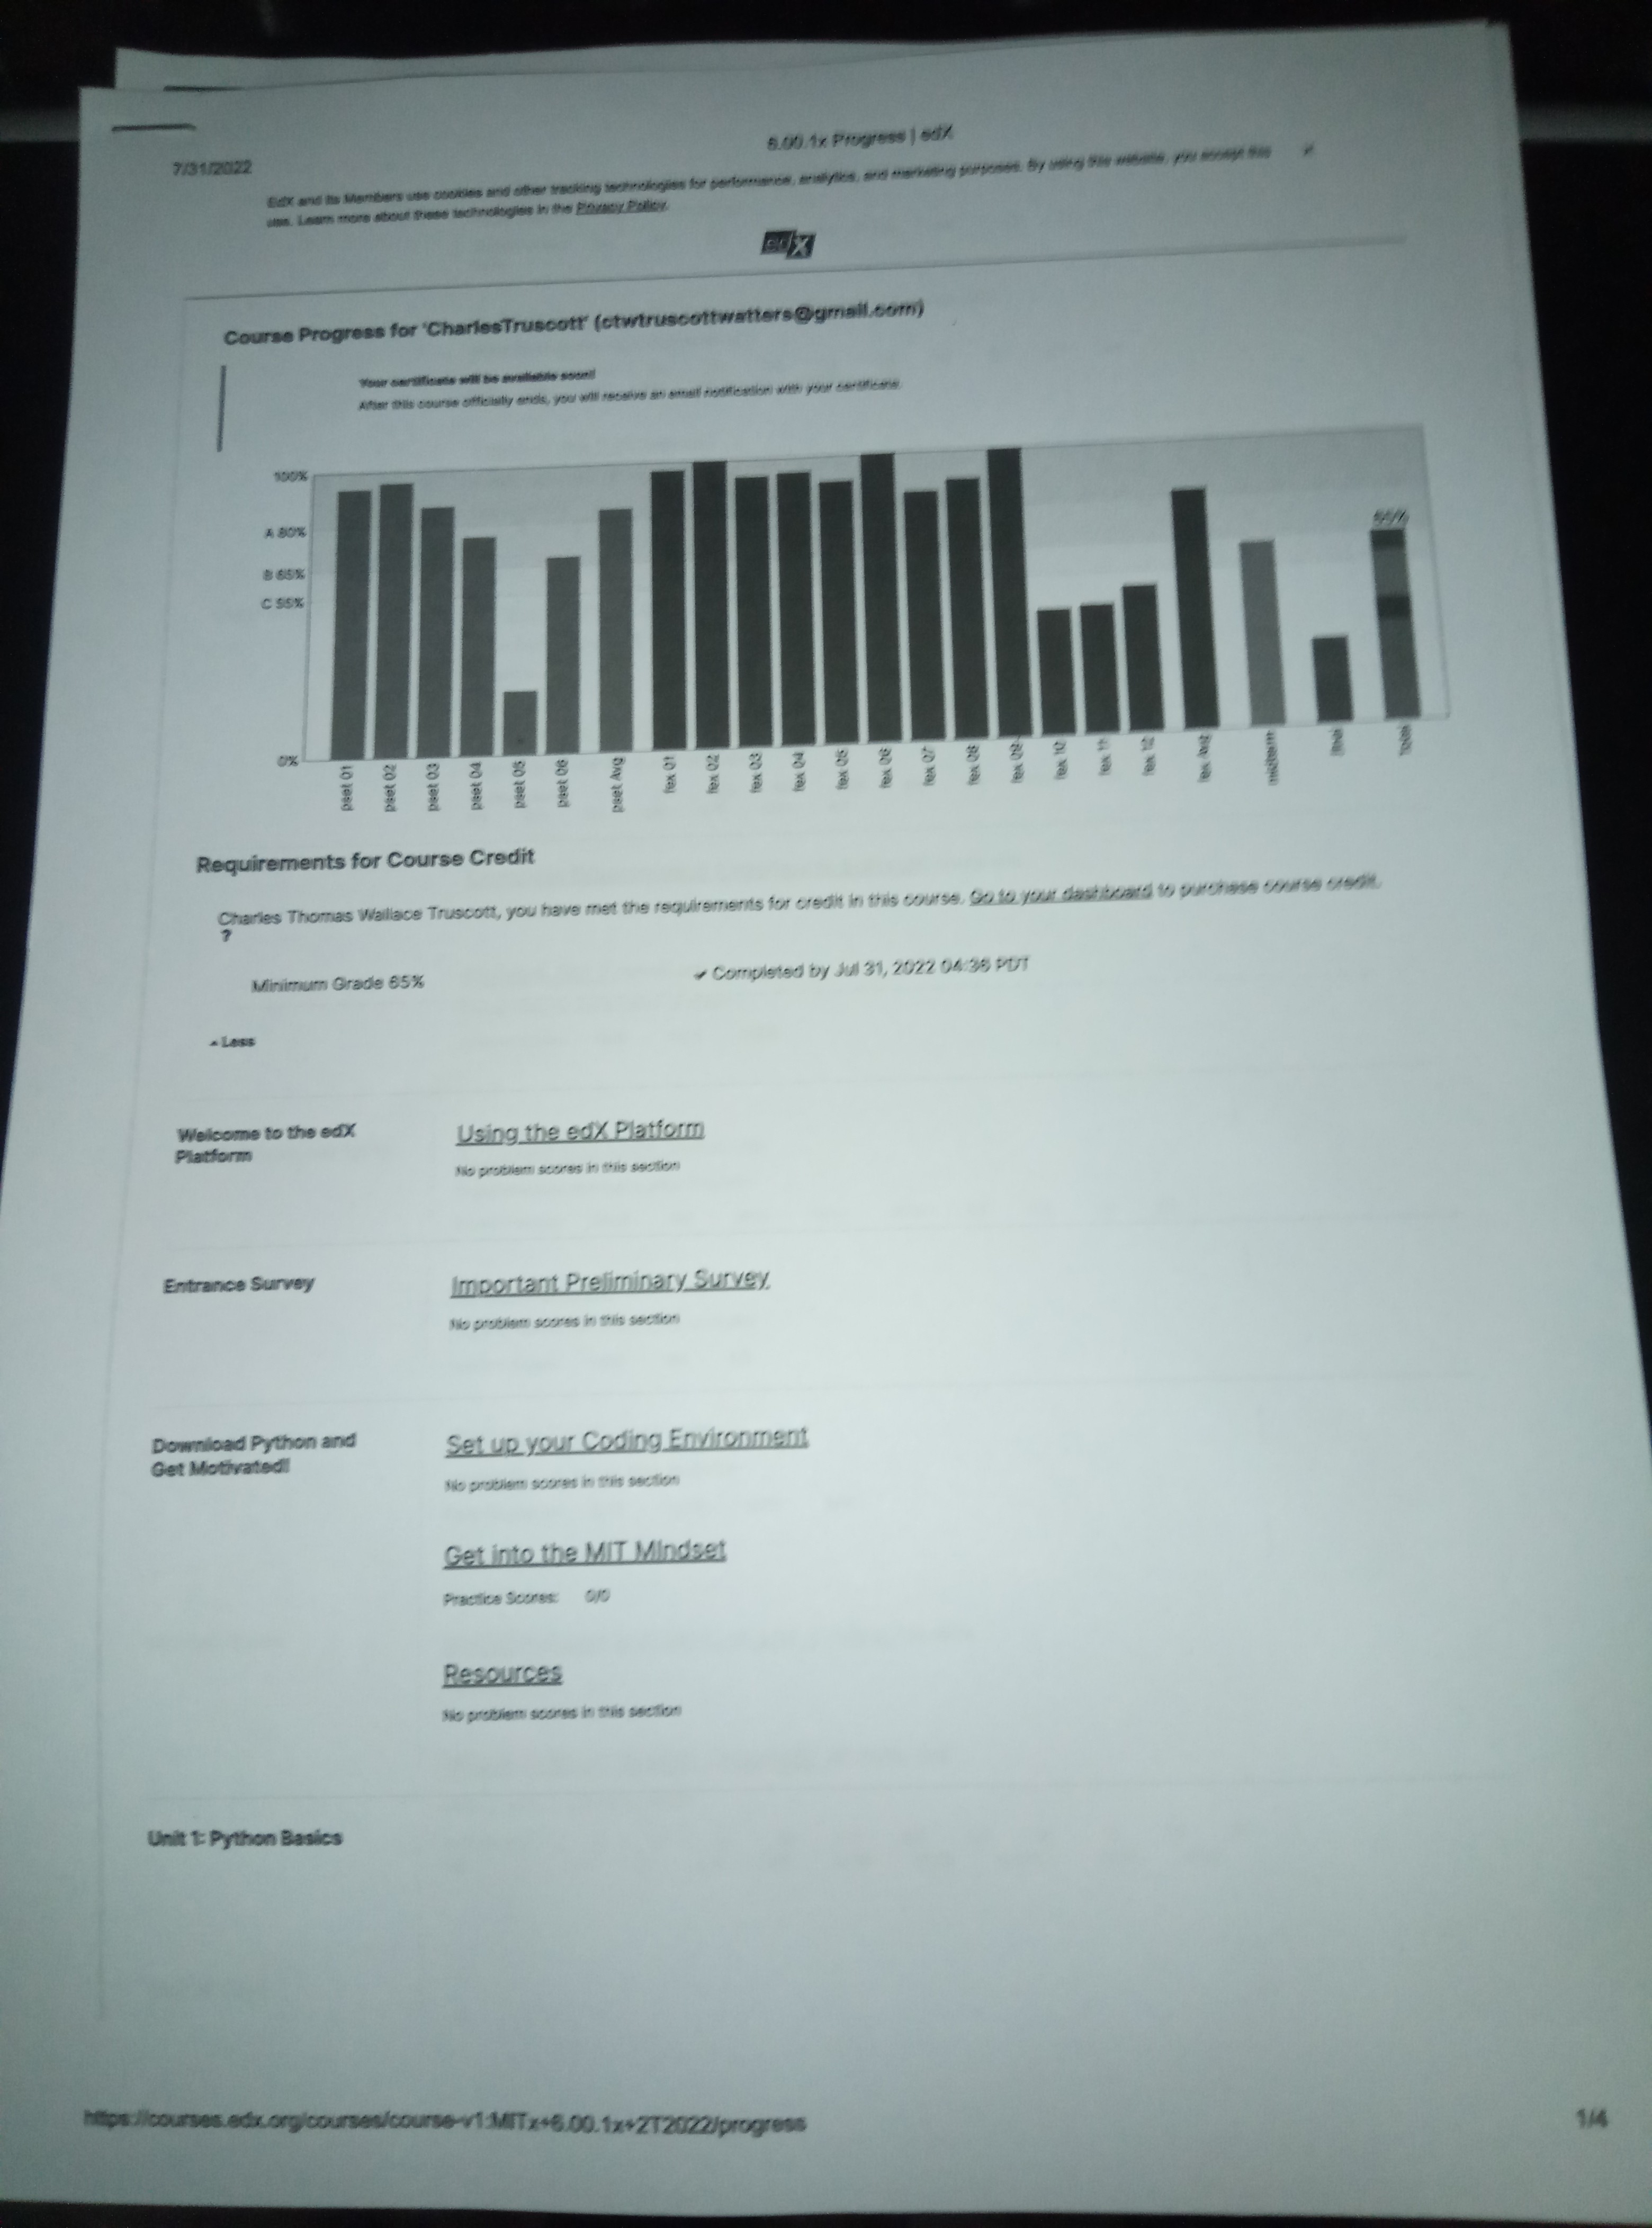 7/31/2022
6.00.1x Progress | edX
EdX and its Members use cookies and other tracking technologies for performance, analytics, and marketing purposes. By using this website, you accept this
use. Learn more about these technologies in the Privacy Policy.
edX
Course Progress for 'CharlesTruscott' (ctwtruscottwatters@gmail.com)
Your certificate will be available soon!
After this course officially ends, you will receive an email notification with your certificate.
100%
A 80%
B 65%
C 55%
0%
pset 01
pset 02
pset 03
pset 04
pset 05
pset 06
pset Avg
fex 01
fex 02
fex 03
fex 04
fex 05
fex 06
fex 07
fex 08
fex 09
fex 10
fex 11
fex 12
fex Avg
midterm
final
Total
Requirements for Course Credit
Charles Thomas Wallace Truscott, you have met the requirements for credit in this course. Go to your dashboard to purchase course credit.
?
Minimum Grade 65%
✔ Completed by Jul 31, 2022 04:36 PDT
Less
Welcome to the edX
Platform
Using the edX Platform
No problem scores in this section
Entrance Survey
Important Preliminary Survey
No problem scores in this section
Download Python and
Get Motivated!
Set up your Coding Environment
No problem scores in this section
Get into the MIT Mindset
Practice Scores: 0/0
Resources
No problem scores in this section
Unit 1: Python Basics
https://courses.edx.org/courses/course-v1:MITx+6.00.1x+2T2022/progress
1/4